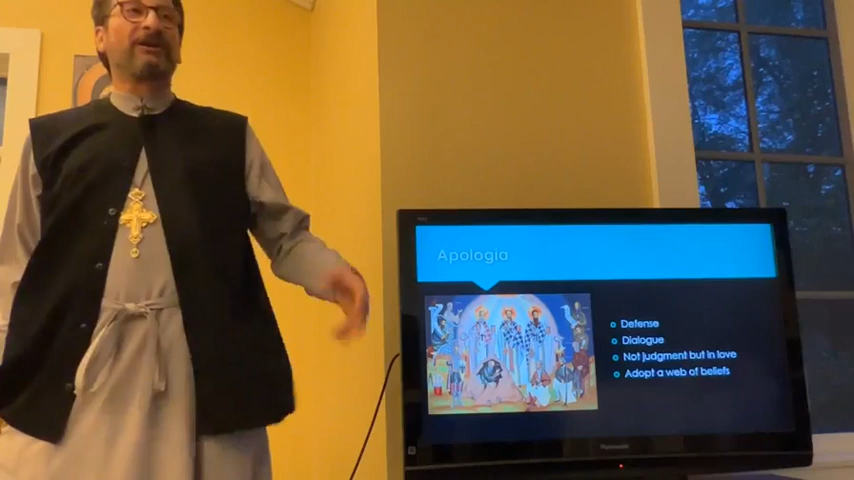 Apologia
Defense
Dialogue
Not judgment but in love
Adopt a web of beliefs